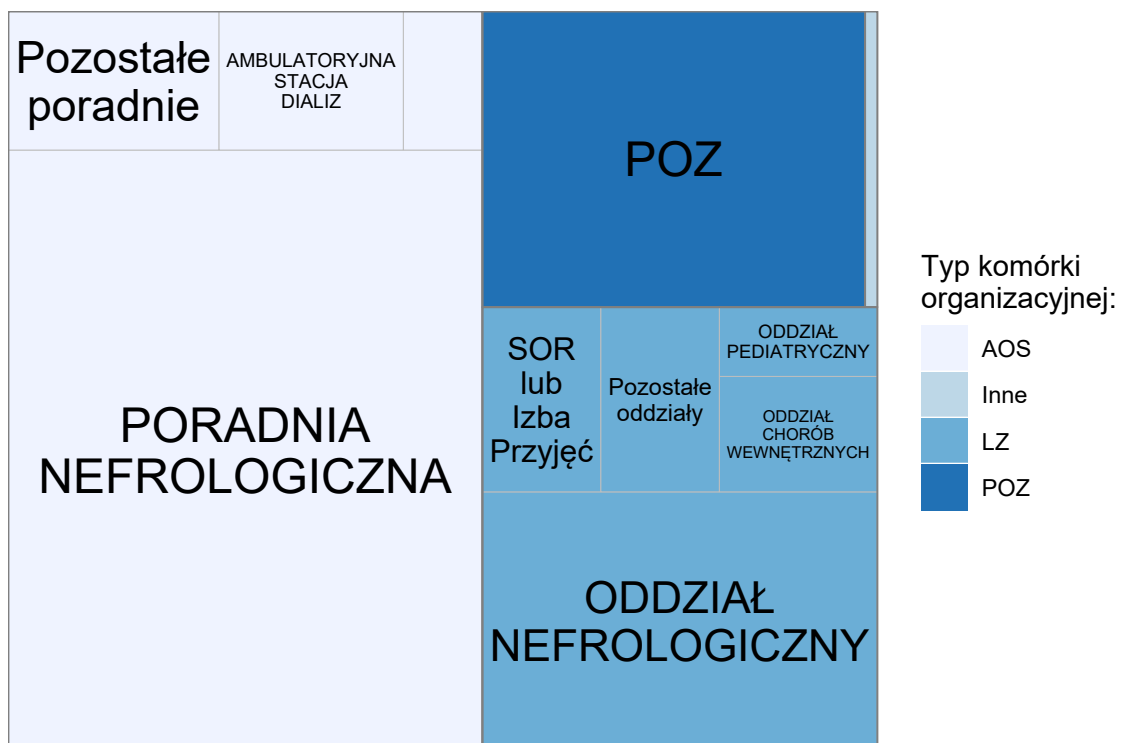 Pozostałe
poradnie
AMBULATORYJNA
STACJA
DIALIZ
PORADNIA
NEFROLOGICZNA
POZ
SOR
lub
Izba
Przyjęć
Pozostałe
oddziały
ODDZIAŁ
PEDIATRYCZNY
ODDZIAŁ
CHORÓB
WEWNĘTRZNYCH
ODDZIAŁ
NEFROLOGICZNY
Typ komórki
organizacyjnej:
AOS
Inne
LZ
POZ